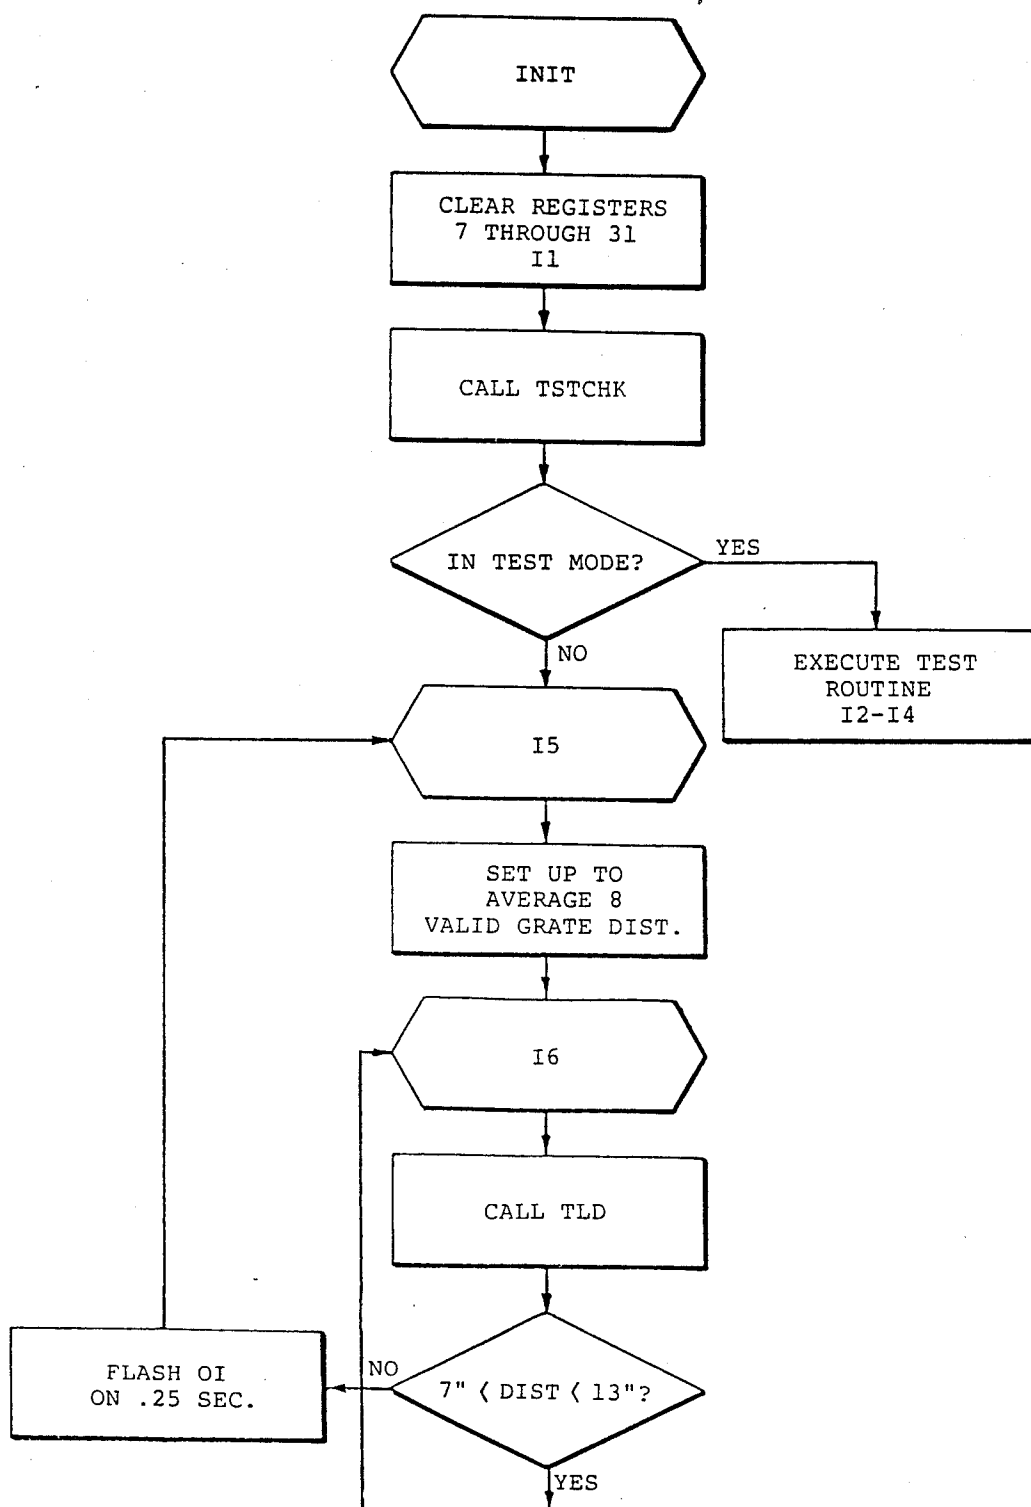 INIT
CLEAR REGISTERS
7 THROUGH 31
I1
CALL TSTCHK
IN TEST MODE?
YES
NO
EXECUTE TEST
ROUTINE
I2-I4
I5
SET UP TO
AVERAGE 8
VALID GRATE DIST.
I6
CALL TLD
7" < DIST < 13"?
NO
FLASH OI
ON .25 SEC.
YES